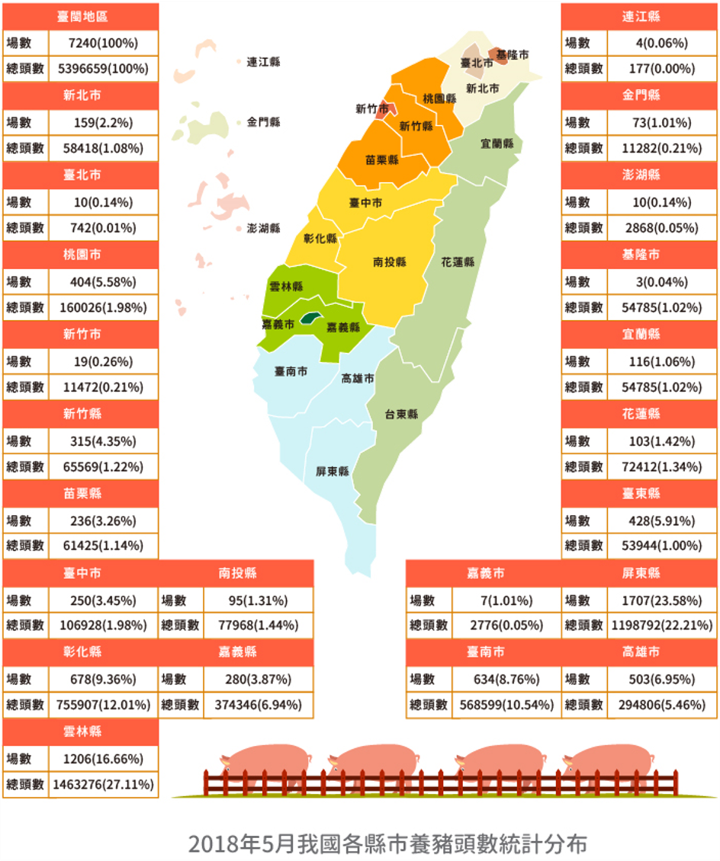 臺閩地區
場數 7240(100%)
總頭數 5396659(100%)
新北市
場數 159(2.2%)
總頭數 58418(1.08%)
臺北市
場數 10(0.14%)
總頭數 742(0.01%)
桃園市
場數 404(5.58%)
總頭數 160026(1.98%)
新竹市
場數 19(0.26%)
總頭數 11472(0.21%)
新竹縣
場數 315(4.35%)
總頭數 65569(1.22%)
苗栗縣
場數 236(3.26%)
總頭數 61425(1.14%)
臺中市
場數 250(3.45%)
總頭數 106928(1.98%)
彰化縣
場數 678(9.36%)
總頭數 755907(12.01%)
雲林縣
場數 1206(16.66%)
總頭數 1463276(27.11%)
南投縣
場數 95(1.31%)
總頭數 77968(1.44%)
嘉義縣
場數 280(3.87%)
總頭數 374346(6.94%)
連江縣
金門縣
澎湖縣
基隆市
臺北市
新北市
桃園縣
新竹市
新竹縣
宜蘭縣
苗栗縣
臺中市
彰化縣
南投縣
花蓮縣
雲林縣
嘉義市
嘉義縣
臺南市
高雄市
台東縣
屏東縣
連江縣
場數 4(0.06%)
總頭數 177(0.00%)
金門縣
場數 73(1.01%)
總頭數 11282(0.21%)
澎湖縣
場數 10(0.14%)
總頭數 2868(0.05%)
基隆市
場數 3(0.04%)
總頭數 54785(1.02%)
宜蘭縣
場數 116(1.06%)
總頭數 54785(1.02%)
花蓮縣
場數 103(1.42%)
總頭數 72412(1.34%)
臺東縣
場數 428(5.91%)
總頭數 53944(1.00%)
嘉義市
場數 7(1.01%)
總頭數 2776(0.05%)
臺南市
場數 634(8.76%)
總頭數 568599(10.54%)
屏東縣
場數 1707(23.58%)
總頭數 1198792(22.21%)
高雄市
場數 503(6.95%)
總頭數 294806(5.46%)
2018年5月我國各縣市養豬頭數統計分布